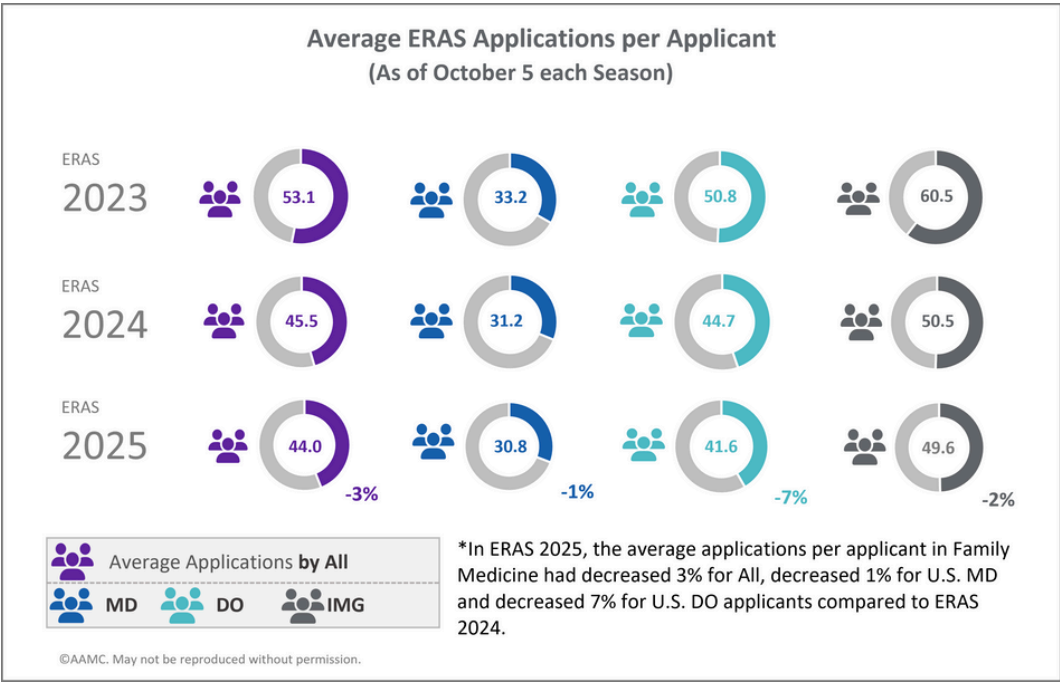 Average ERAS Applications per Applicant
(As of October 5 each Season)
ERAS
2023
53.1
33.2
50.8
60.5
ERAS
2024
45.5
31.2
44.7
50.5
ERAS
2025
44.0
30.8
41.6
49.6
-3%
-1%
-7%
-2%
Average Applications by All
MD
DO
IMG
*In ERAS 2025, the average applications per applicant in Family
Medicine had decreased 3% for All, decreased 1% for U.S. MD
and decreased 7% for U.S. DO applicants compared to ERAS
2024.
©AAMC. May not be reproduced without permission.